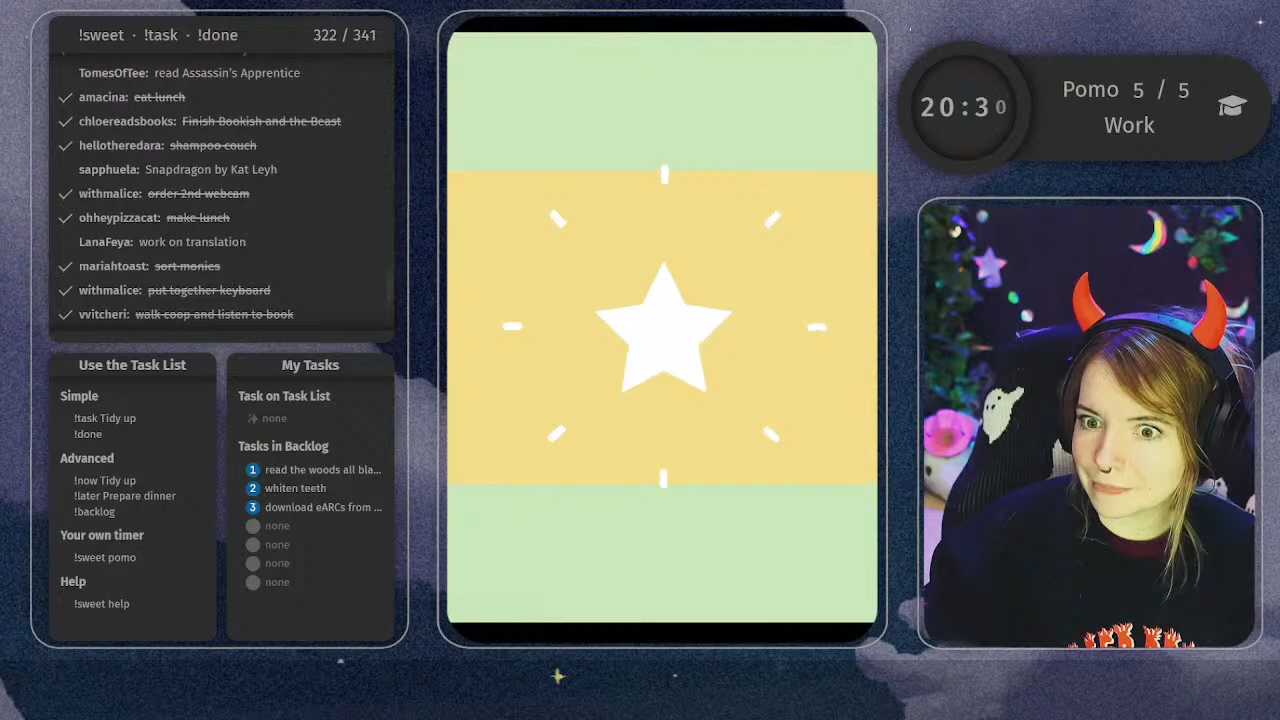 !sweet · !task · !done 322 / 341
TomesOfTee: read Assassin's Apprentice
amacina: eat lunch
chloereadsbooks: Finish Bookish and the Beast
hellotheredara: shampoo couch
sapphuela: Snapdragon by Kat Leyh
withmalice: order 2nd webcam
ohheypizzacat: make lunch
LanaFeya: work on translation
mariahtoast: sort monies
withmalice: put together keyboard
vvitcheri: walk coop and listen to book
Use the Task List
Simple
!task Tidy up
!done
Advanced
!now Tidy up
!later Prepare dinner
!backlog
Your own timer
!sweet pomo
Help
!sweet help
My Tasks
Task on Task List
none
Tasks in Backlog
1 read the woods all bla...
2 whiten teeth
3 download eARCs from ...
none
none
none
none
20:30
Pomo 5 / 5
Work